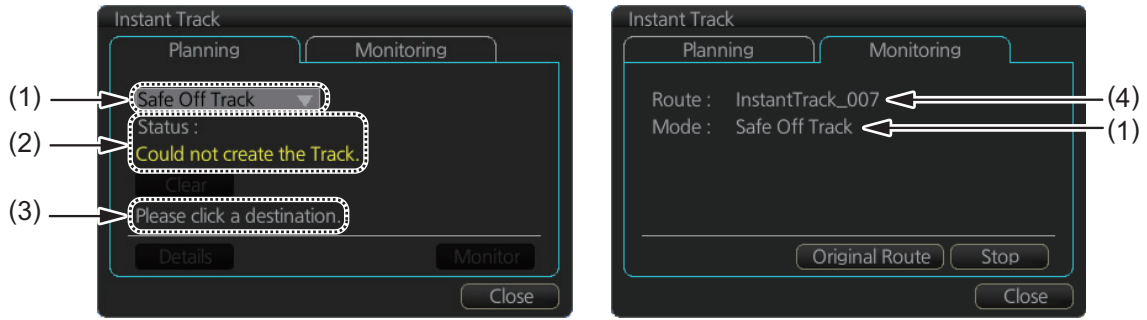 Instant Track
Planning
Monitoring
(1)
Safe Off Track
(2)
Status :
Could not create the Track.
Clear
(3)
Please click a destination.
Details
Monitor
Close
Instant Track
Planning
Monitoring
Route : InstantTrack_007
(4)
Mode : Safe Off Track
(1)
Original Route
Stop
Close